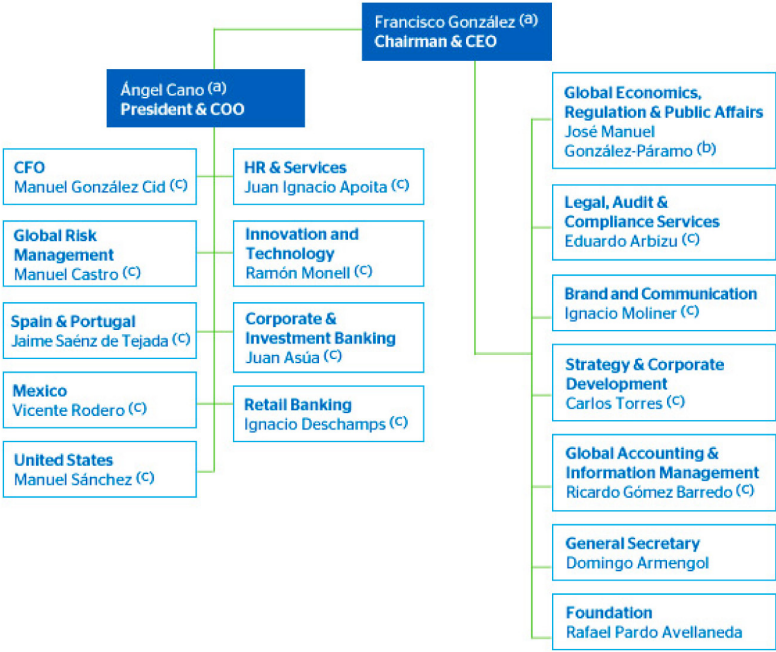 Francisco González (a)
Chairman & CEO
Ángel Cano (a)
President & COO
CFO
Manuel González Cid (c)
HR & Services
Juan Ignacio Apoita (c)
Global Risk
Management
Manuel Castro (c)
Innovation and
Technology
Ramón Monell (c)
Spain & Portugal
Jaime Saénz de Tejada (c)
Corporate &
Investment Banking
Juan Asúa (c)
Mexico
Vicente Rodero (c)
Retail Banking
Ignacio Deschamps (c)
United States
Manuel Sánchez (c)
Global Economics,
Regulation & Public Affairs
José Manuel
González-Páramo (b)
Legal, Audit &
Compliance Services
Eduardo Arbizu (c)
Brand and Communication
Ignacio Moliner (c)
Strategy & Corporate
Development
Carlos Torres (c)
Global Accounting &
Information Management
Ricardo Gómez Barredo (c)
General Secretary
Domingo Armengol
Foundation
Rafael Pardo Avellaneda